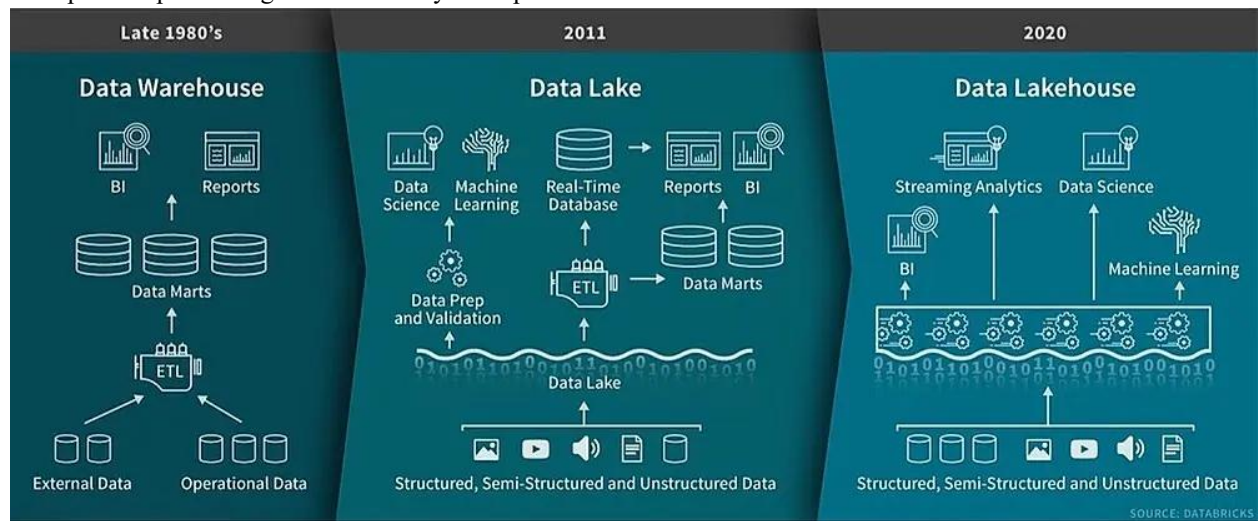 Late 1980's
Data Warehouse
BI
Reports
Data Marts
ETL
External Data
Operational Data
2011
Data Lake
Data
Science
Machine
Learning
Real-Time
Database
Reports
BI
Data Prep
and Validation
ETL
Data Marts
Data Lake
Structured, Semi-Structured and Unstructured Data
2020
Data Lakehouse
Streaming Analytics
Data Science
BI
Machine Learning
Structured, Semi-Structured and Unstructured Data
SOURCE: DATABRICKS